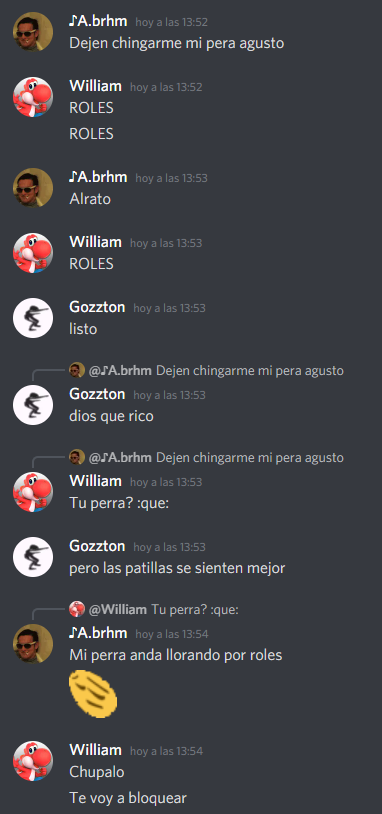 ♪A.brhm hoy a las 13:52
Dejen chingarme mi pera agusto
William hoy a las 13:52
ROLES
ROLES
♪A.brhm hoy a las 13:53
Alrato
William hoy a las 13:53
ROLES
Gozzton hoy a las 13:53
listo
@♪A.brhm Dejen chingarme mi pera agusto
Gozzton hoy a las 13:53
dios que rico
@♪A.brhm Dejen chingarme mi pera agusto
William hoy a las 13:53
Tu perra? :que:
Gozzton hoy a las 13:53
pero las patillas se sienten mejor
@William Tu perra? :que:
♪A.brhm hoy a las 13:54
Mi perra anda llorando por roles
William hoy a las 13:54
Chupalo
Te voy a bloquear